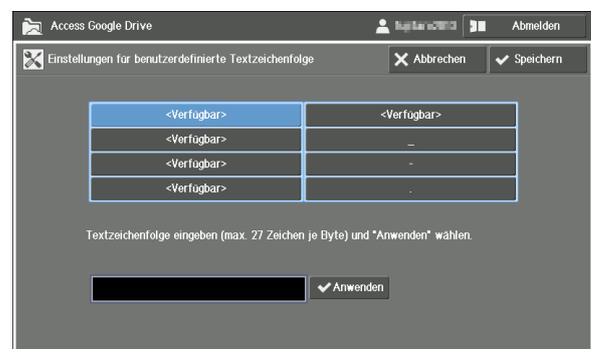 Access Google Drive
Abmelden
Einstellungen für benutzerdefinierte Textzeichenfolge
Abbrechen
Speichern
<Verfügbar> <Verfügbar>
<Verfügbar> _
<Verfügbar> -
<Verfügbar> .
Textzeichenfolge eingeben (max. 27 Zeichen je Byte) und "Anwenden" wählen.
Anwenden